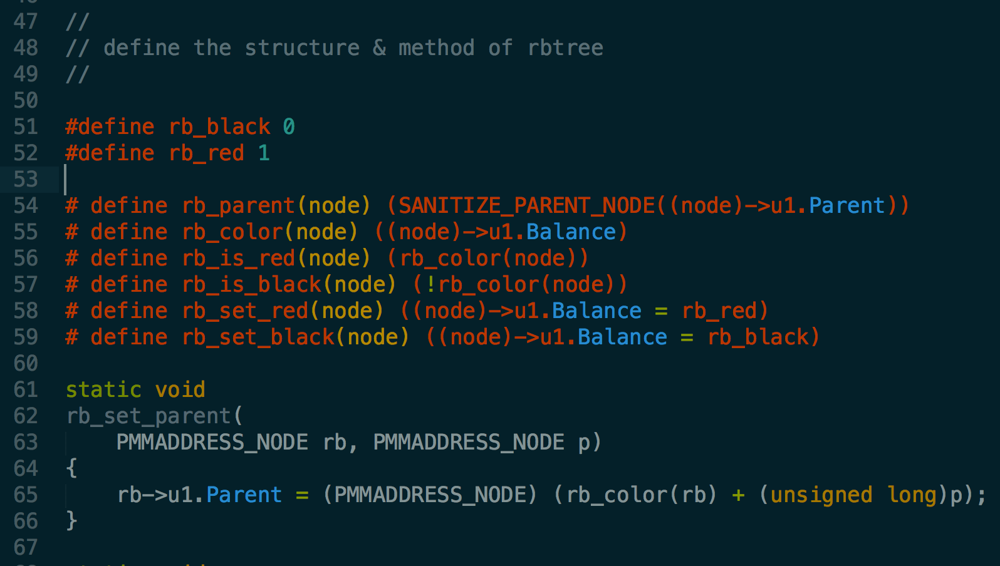 47 //
48 // define the structure & method of rbtree
49 //
50
51 #define rb_black 0
52 #define rb_red 1
53
54 # define rb_parent(node) (SANITIZE_PARENT_NODE((node)->u1.Parent))
55 # define rb_color(node) ((node)->u1.Balance)
56 # define rb_is_red(node) (rb_color(node))
57 # define rb_is_black(node) (!rb_color(node))
58 # define rb_set_red(node) ((node)->u1.Balance = rb_red)
59 # define rb_set_black(node) ((node)->u1.Balance = rb_black)
60
61 static void
62 rb_set_parent(
63     PMMADDRESS_NODE rb, PMMADDRESS_NODE p)
64 {
65     rb->u1.Parent = (PMMADDRESS_NODE) (rb_color(rb) + (unsigned long)p);
66 }
67